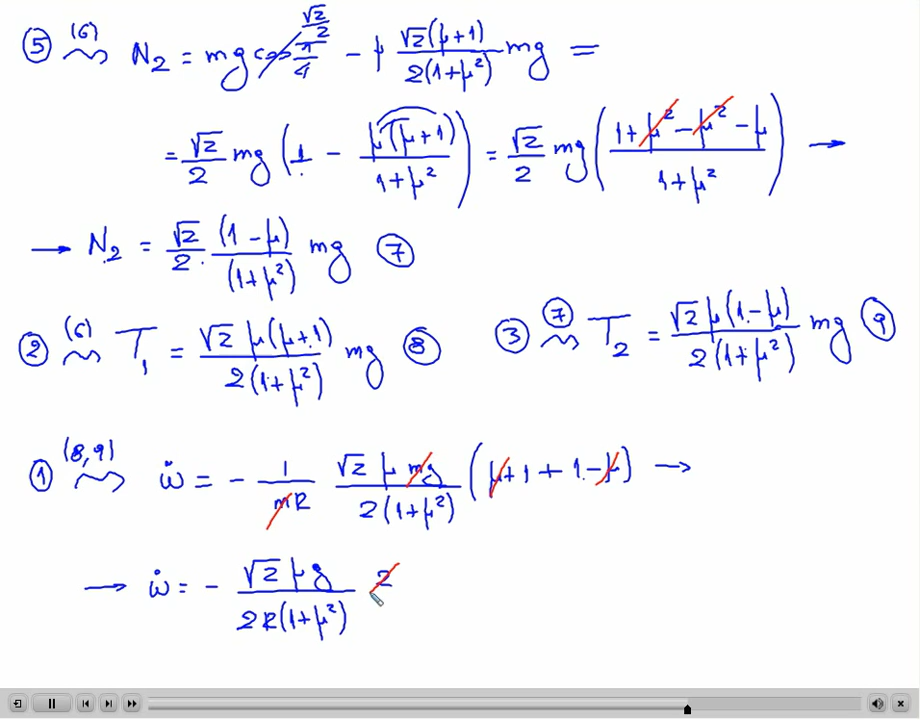 ⑤ (6) ⇝ N₂ = mg cos π/4 √2/2 − μ √2(μ+1)/2(1+μ²) mg =
= √2/2 mg (1 − μ(μ+1)/1+μ²) = √2/2 mg (1+μ²−μ²−μ/1+μ²) →
→ N₂ = √2/2 (1−μ)/(1+μ²) mg ⑦
② (6) ⇝ T₁ = √2 μ(μ+1)/2(1+μ²) mg ⑧ ③ ⑦ ⇝ T₂ = √2 μ(1−μ)/2(1+μ²) mg ⑨
① (8,9) ⇝ ω̇ = − 1/mR √2 μ mg/2(1+μ²) (μ+1+1−μ) →
→ ω̇ = − √2 μg/2R(1+μ²) 2